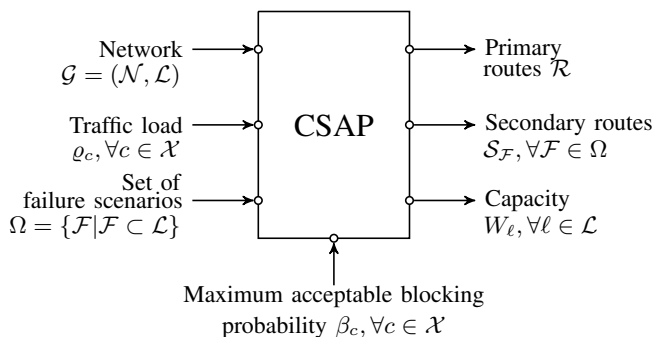 Network
𝒢 = (𝒩, ℒ)
Traffic load
ϱ_c, ∀c ∈ 𝒳
Set of
failure scenarios
Ω = {ℱ|ℱ ⊂ ℒ}
CSAP
Primary
routes ℛ
Secondary routes
𝒮_ℱ, ∀ℱ ∈ Ω
Capacity
W_ℓ, ∀ℓ ∈ ℒ
Maximum acceptable blocking
probability β_c, ∀c ∈ 𝒳